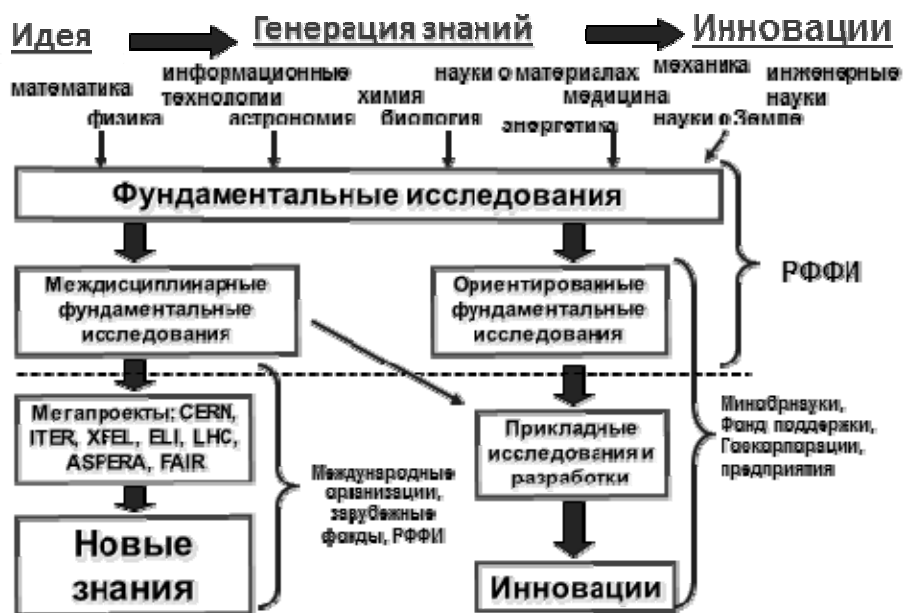 Идея
Генерация знаний
Инновации
математика
информационные
технологии
науки о материалах
механика
инженерные
науки
химия
медицина
физика
астрономия
биология
энергетика
науки о Земле
Фундаментальные исследования
РФФИ
Междисциплинарные
фундаментальные
исследования
Ориентированные
фундаментальные
исследования
Мегапроекты: CERN,
ITER, XFEL, ELI, LHC,
ASPERA, FAIR
Прикладные
исследования и
разработки
Минобрнауки,
Фонд поддержки,
Госкорпорации,
предприятия
Международные
организации,
зарубежные
фонды, РФФИ
Новые
знания
Инновации